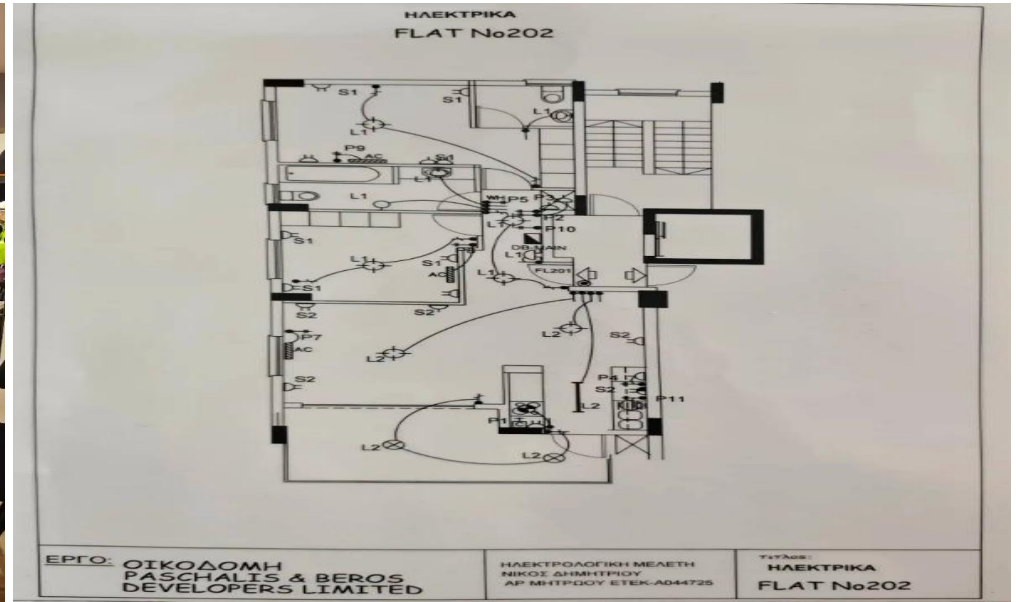 ΗΛΕΚΤΡΙΚΑ
FLAT No202
S1
S1
L1
L1
P9
AC
L1
L1
WH
P5
P3
P2
L1
P10
DB-MAIN
S1
L1
S1
L1
AC
L1
FL201
S1
S2
S2
P7
AC
L2
L2
S2
S2
P4
S2
P11
L2
P1
L2
L2
ΕΡΓΟ: ΟΙΚΟΔΟΜΗ
PASCHALIS & BEROS
DEVELOPERS LIMITED
ΗΛΕΚΤΡΟΛΟΓΙΚΗ ΜΕΛΕΤΗ
ΝΙΚΟΣ ΔΗΜΗΤΡΙΟΥ
ΑΡ ΜΗΤΡΩΟΥ ΕΤΕΚ-Α044725
ΤΙΤΛΟΣ:
ΗΛΕΚΤΡΙΚΑ
FLAT No202